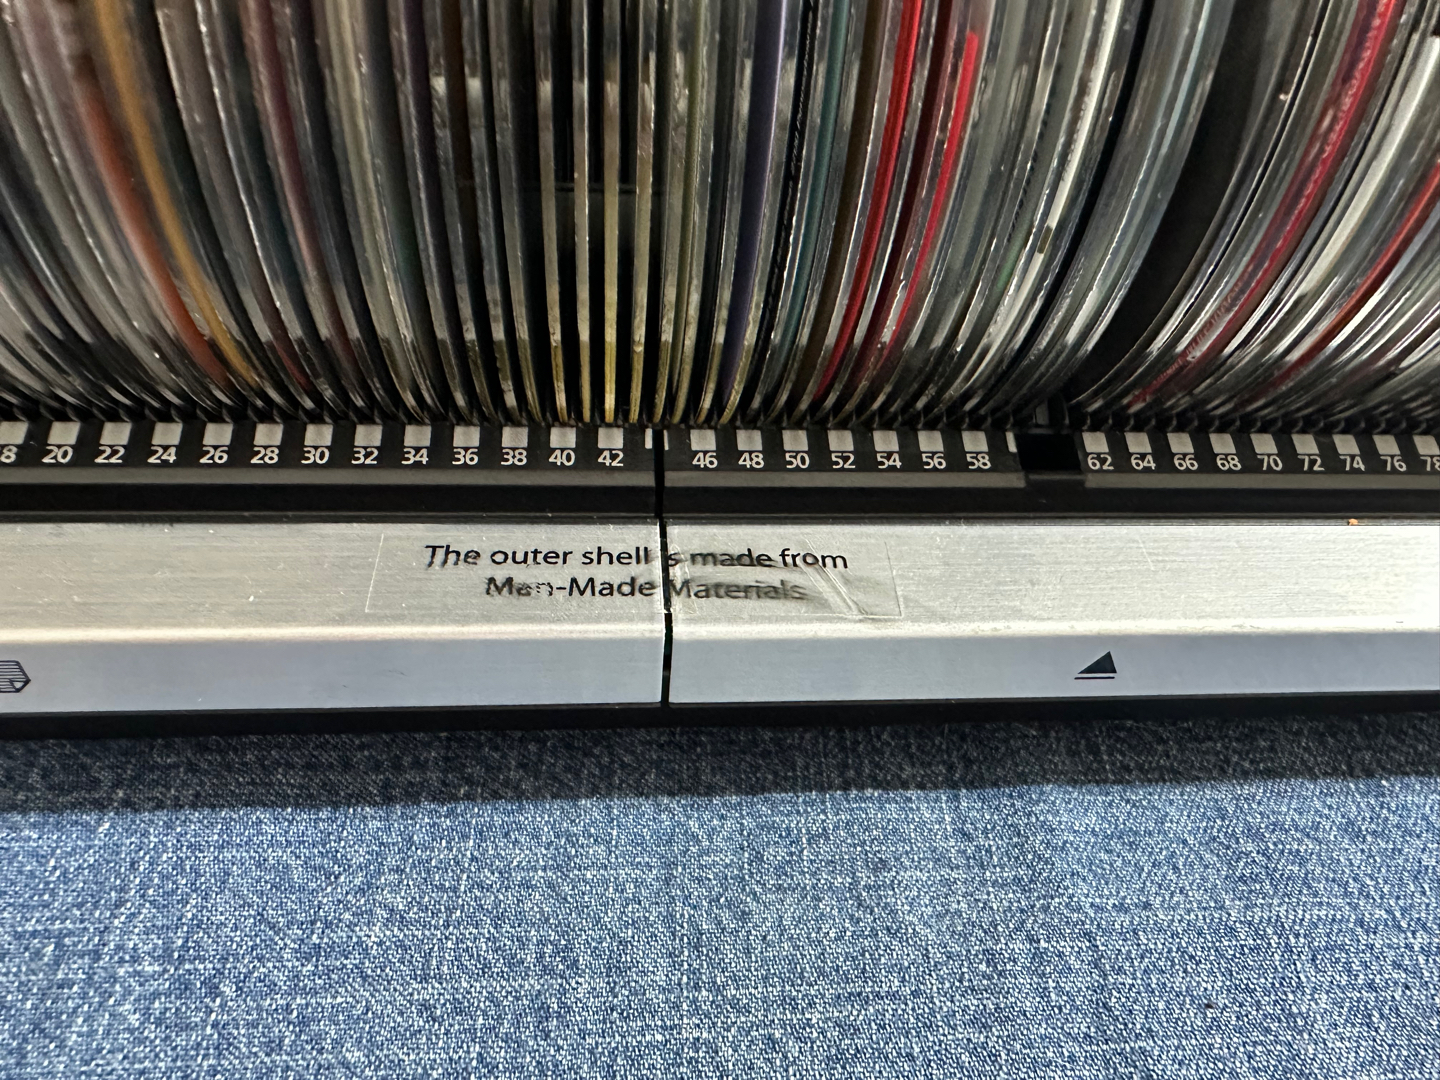 8 20 22 24 26 28 30 32 34 36 38 40 42 46 48 50 52 54 56 58 62 64 66 68 70 72 74 76 78
The outer shell is made from
Man-Made Materials